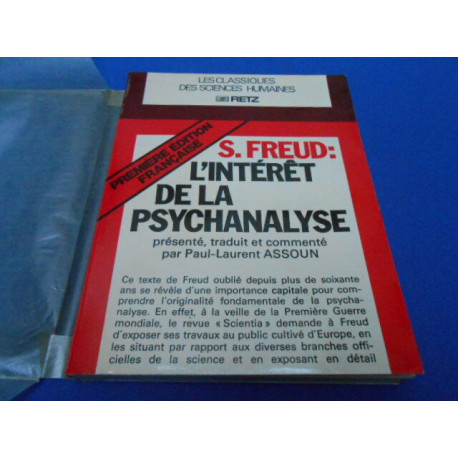 LES CLASSIQUES
DES SCIENCES HUMAINES
RETZ
PREMIERE EDITION
FRANÇAISE
S. FREUD:
L'INTÉRÊT
DE LA
PSYCHANALYSE
présenté, traduit et commenté
par Paul-Laurent ASSOUN
Ce texte de Freud oublié depuis plus de soixante
ans se révèle d'une importance capitale pour com-
prendre l'originalité fondamentale de la psycha-
nalyse. En effet, à la veille de la Première Guerre
mondiale, le revue « Scientia » demande à Freud
d'exposer ses travaux au public cultivé d'Europe, en
les situant par rapport aux diverses branches offi-
cielles de la science et en exposant en détail